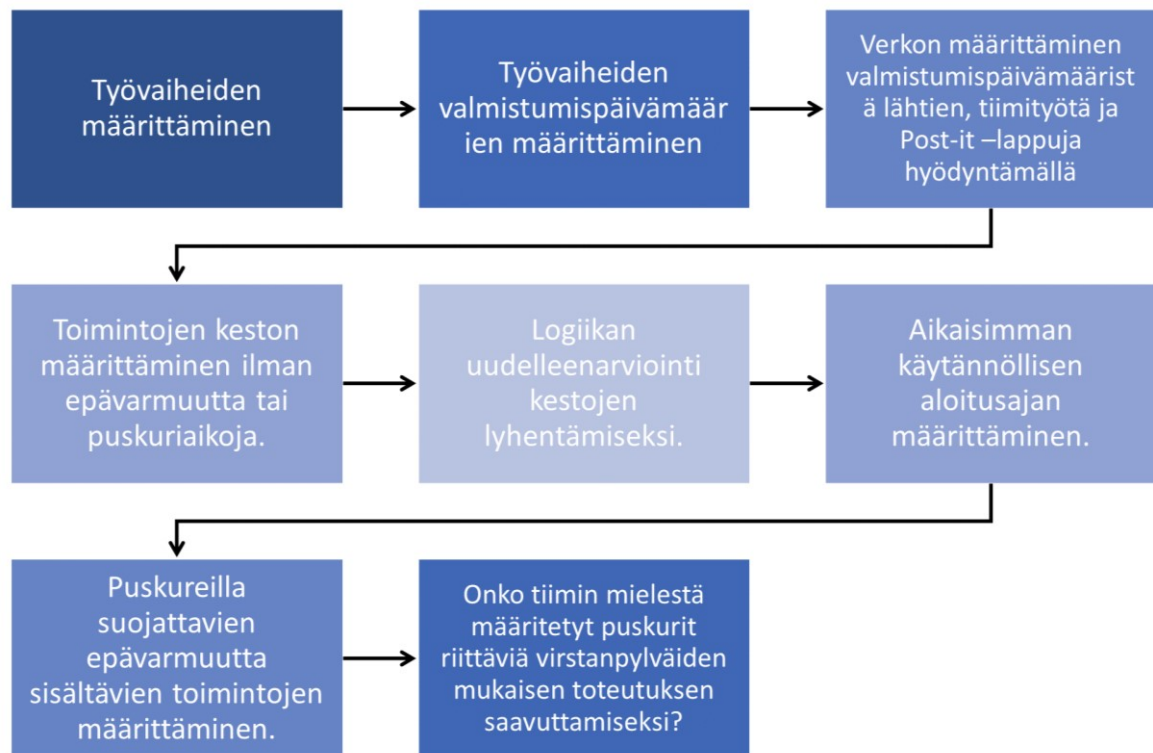 Työvaiheiden
määrittäminen
Työvaiheiden
valmistumispäivämäär
ien määrittäminen
Verkon määrittäminen
valmistumispäivämäärist
ä lähtien, tiimityötä ja
Post-it –lappuja
hyödyntämällä
Toimintojen keston
määrittäminen ilman
epävarmuutta tai
puskuriaikoja.
Logiikan
uudelleenarviointi
kestojen
lyhentämiseksi.
Aikaisimman
käytännöllisen
aloitusajan
määrittäminen.
Puskureilla
suojattavien
epävarmuutta
sisältävien toimintojen
määrittäminen.
Onko tiimin mielestä
määritetyt puskurit
riittäviä virstanpylväiden
mukaisen toteutuksen
saavuttamiseksi?